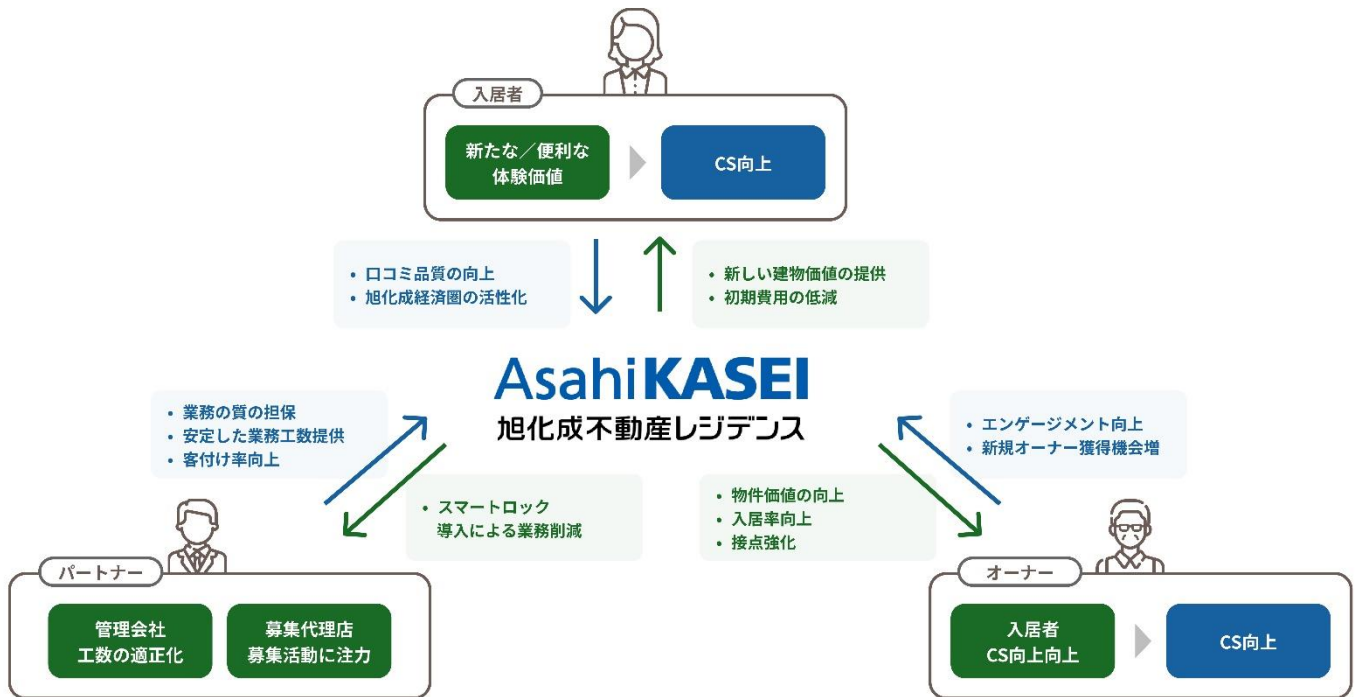 入居者
新たな／便利な
体験価値
CS向上
• 口コミ品質の向上
• 旭化成経済圏の活性化
• 新しい建物価値の提供
• 初期費用の低減
AsahiKASEI
旭化成不動産レジデンス
• 業務の質の担保
• 安定した業務工数提供
• 客付け率向上
• エンゲージメント向上
• 新規オーナー獲得機会増
• スマートロック
導入による業務削減
• 物件価値の向上
• 入居率向上
• 接点強化
パートナー
管理会社
工数の適正化
募集代理店
募集活動に注力
オーナー
入居者
CS向上向上
CS向上